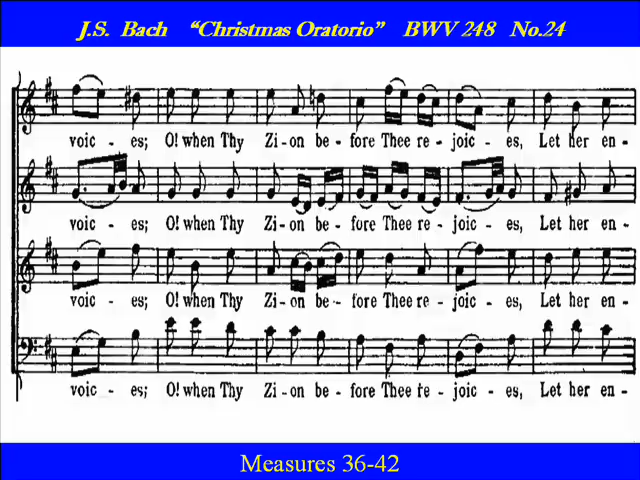 J.S. Bach “Christmas Oratorio” BWV 248 No.24
voic - es; O! when Thy Zi - on be - fore Thee re - joic - es, Let her en -
voic - es; O! when Thy Zi - on be - fore Thee re - joic - es, Let her en -
voic - es; O! when Thy Zi - on be - fore Thee re - joic - es, Let her en -
voic - es; O! when Thy Zi - on be - fore Thee re - joic - es, Let her en -
Measures 36-42